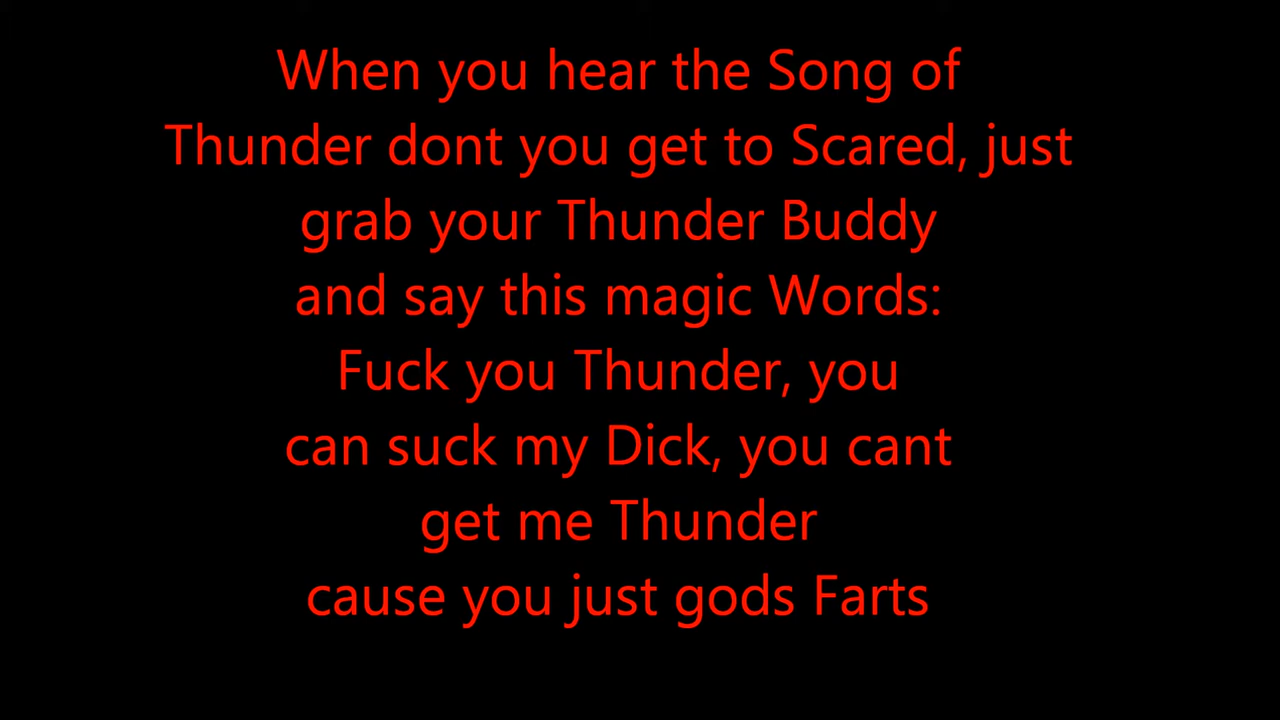 When you hear the Song of
Thunder dont you get to Scared, just
grab your Thunder Buddy
and say this magic Words:
Fuck you Thunder, you
can suck my Dick, you cant
get me Thunder
cause you just gods Farts